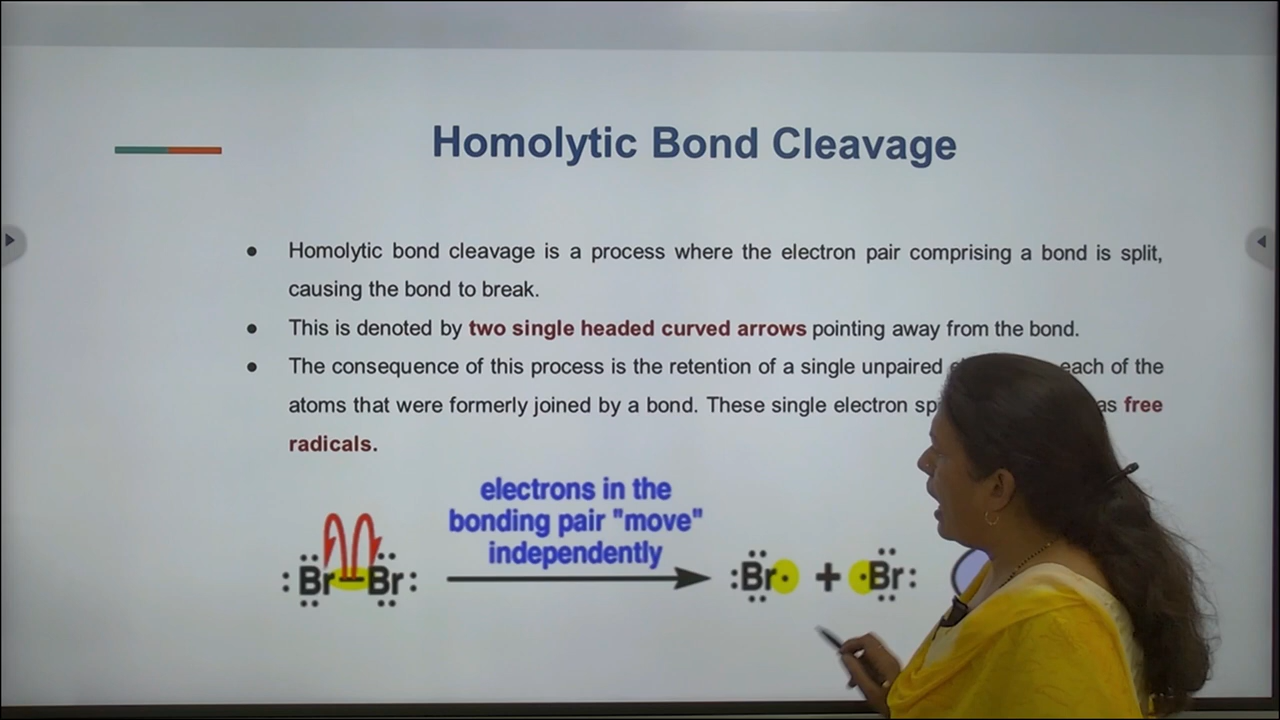 Homolytic Bond Cleavage
● Homolytic bond cleavage is a process where the electron pair comprising a bond is split,
causing the bond to break.
● This is denoted by two single headed curved arrows pointing away from the bond.
● The consequence of this process is the retention of a single unpaired each of the
atoms that were formerly joined by a bond. These single electron as free
radicals.
electrons in the
bonding pair "move"
independently
:Br–Br: :Br· + ·Br: